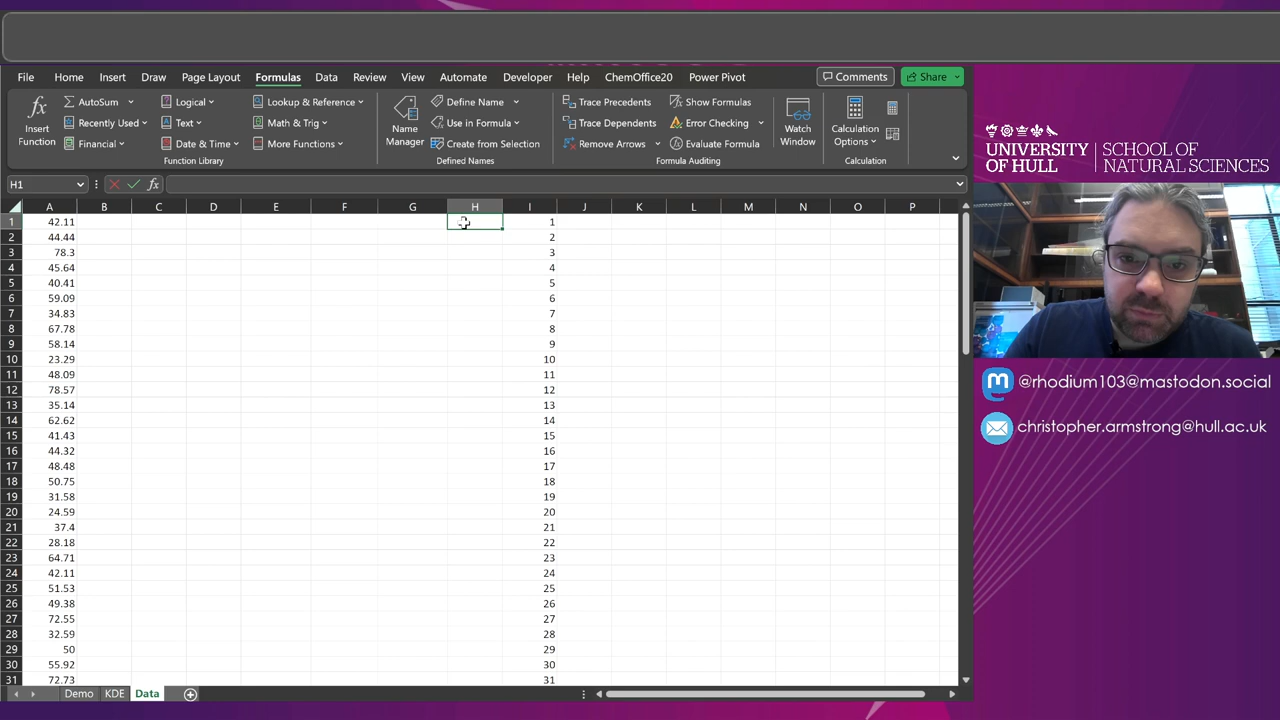 File Home Insert Draw Page Layout Formulas Data Review View Automate Developer Help ChemOffice20 Power Pivot Comments Share
fx Insert Function
AutoSum Recently Used Financial
Logical Text Date & Time
Lookup & Reference Math & Trig More Functions
Function Library
Name Manager
Define Name Use in Formula Create from Selection
Defined Names
Trace Precedents Trace Dependents Remove Arrows
Show Formulas Error Checking Evaluate Formula
Formula Auditing
Watch Window
Calculation Options
Calculation
H1 fx
A B C D E F G H I J K L M N O P
1 42.11 1
2 44.44 2
3 78.3 3
4 45.64 4
5 40.41 5
6 59.09 6
7 34.83 7
8 67.78 8
9 58.14 9
10 23.29 10
11 48.09 11
12 78.57 12
13 35.14 13
14 62.62 14
15 41.43 15
16 44.32 16
17 48.48 17
18 50.75 18
19 31.58 19
20 24.59 20
21 37.4 21
22 28.18 22
23 64.71 23
24 42.11 24
25 51.53 25
26 49.38 26
27 72.55 27
28 32.59 28
29 50 29
30 55.92 30
31 72.73 31
Demo KDE Data
UNIVERSITY OF HULL
SCHOOL OF NATURAL SCIENCES
m @rhodium103@mastodon.social
christopher.armstrong@hull.ac.uk